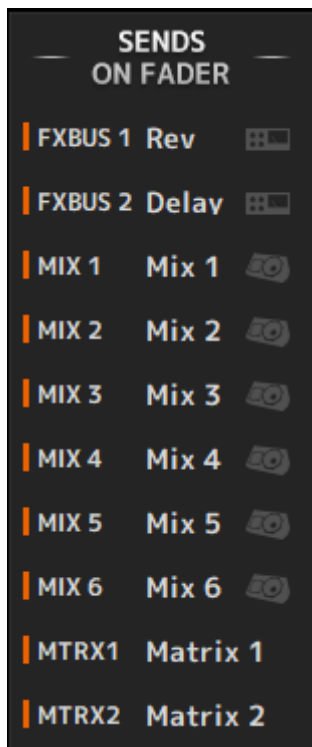 SENDS
ON FADER
FXBUS 1 Rev
FXBUS 2 Delay
MIX 1 Mix 1
MIX 2 Mix 2
MIX 3 Mix 3
MIX 4 Mix 4
MIX 5 Mix 5
MIX 6 Mix 6
MTRX1 Matrix 1
MTRX2 Matrix 2